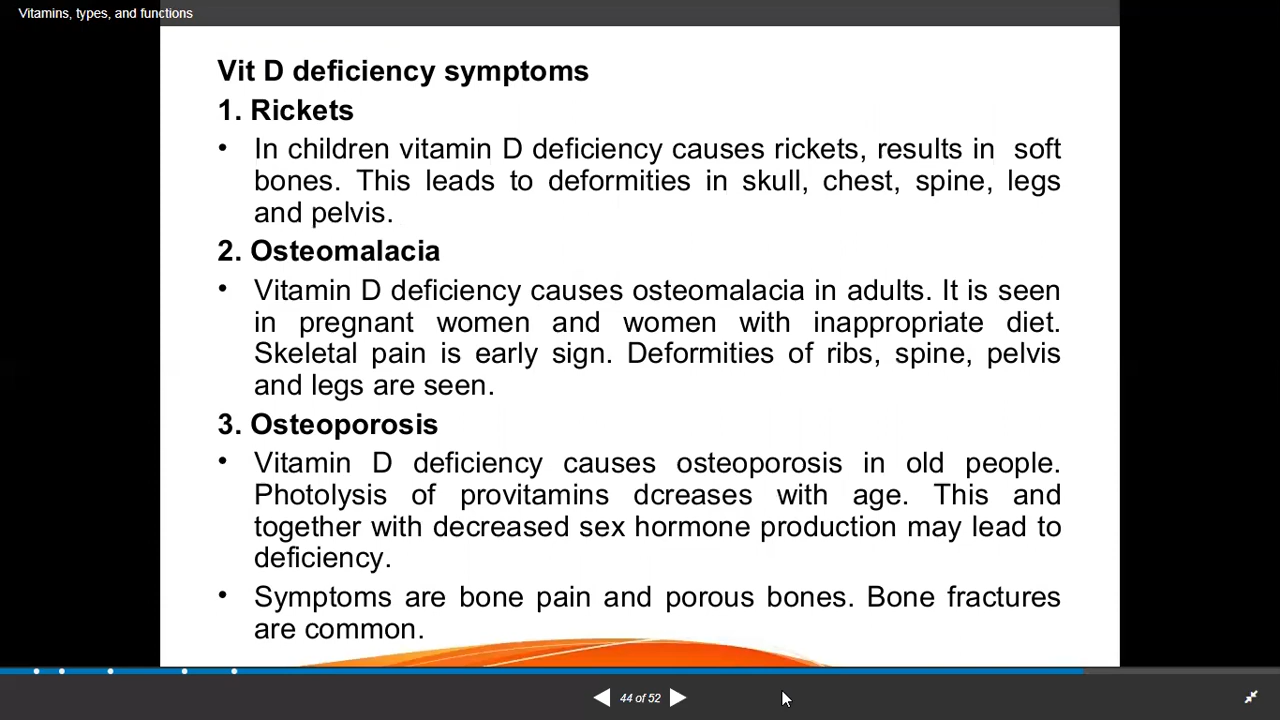 Vitamins, types, and functions
Vit D deficiency symptoms
1. Rickets
• In children vitamin D deficiency causes rickets, results in soft
bones. This leads to deformities in skull, chest, spine, legs
and pelvis.
2. Osteomalacia
• Vitamin D deficiency causes osteomalacia in adults. It is seen
in pregnant women and women with inappropriate diet.
Skeletal pain is early sign. Deformities of ribs, spine, pelvis
and legs are seen.
3. Osteoporosis
• Vitamin D deficiency causes osteoporosis in old people.
Photolysis of provitamins dcreases with age. This and
together with decreased sex hormone production may lead to
deficiency.
• Symptoms are bone pain and porous bones. Bone fractures
are common.
44 of 52